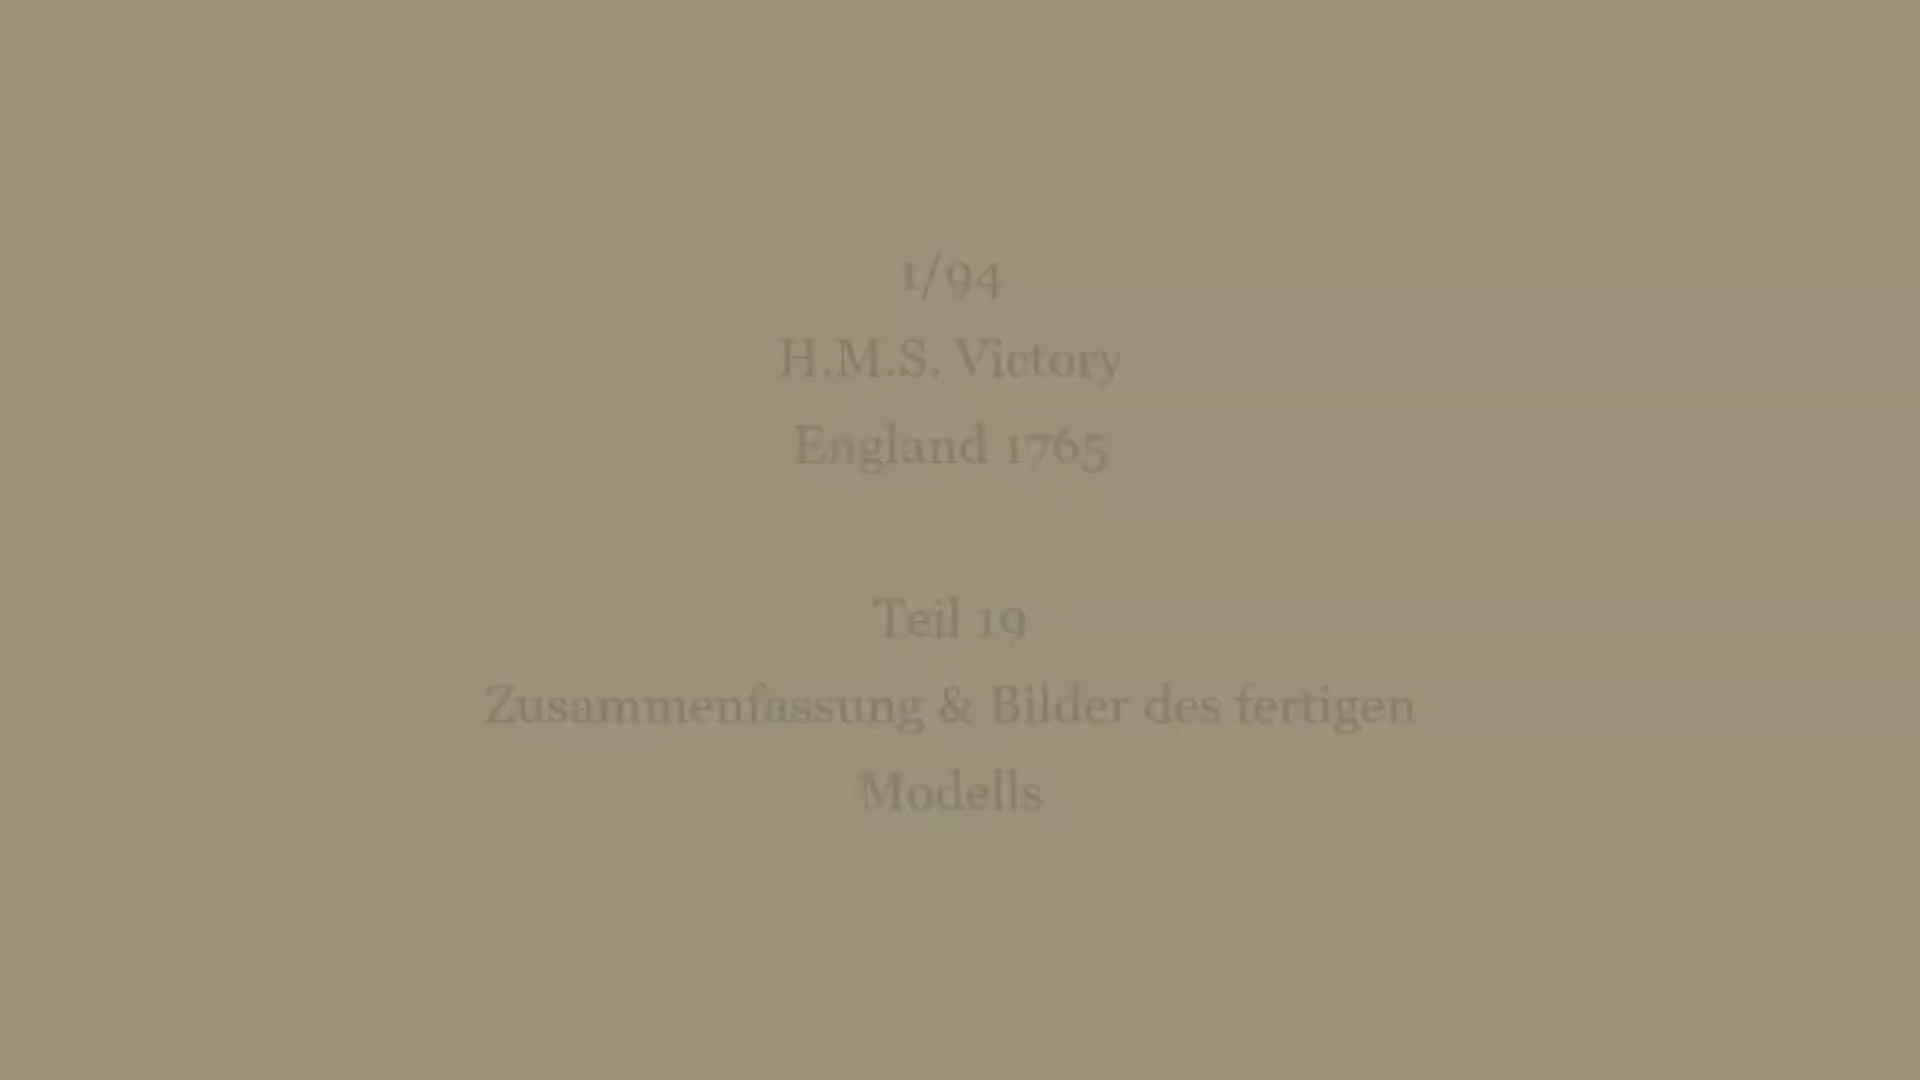 1/94
H.M.S. Victory
England 1765
Teil 19
Zusammenfassung & Bilder des fertigen
Modells